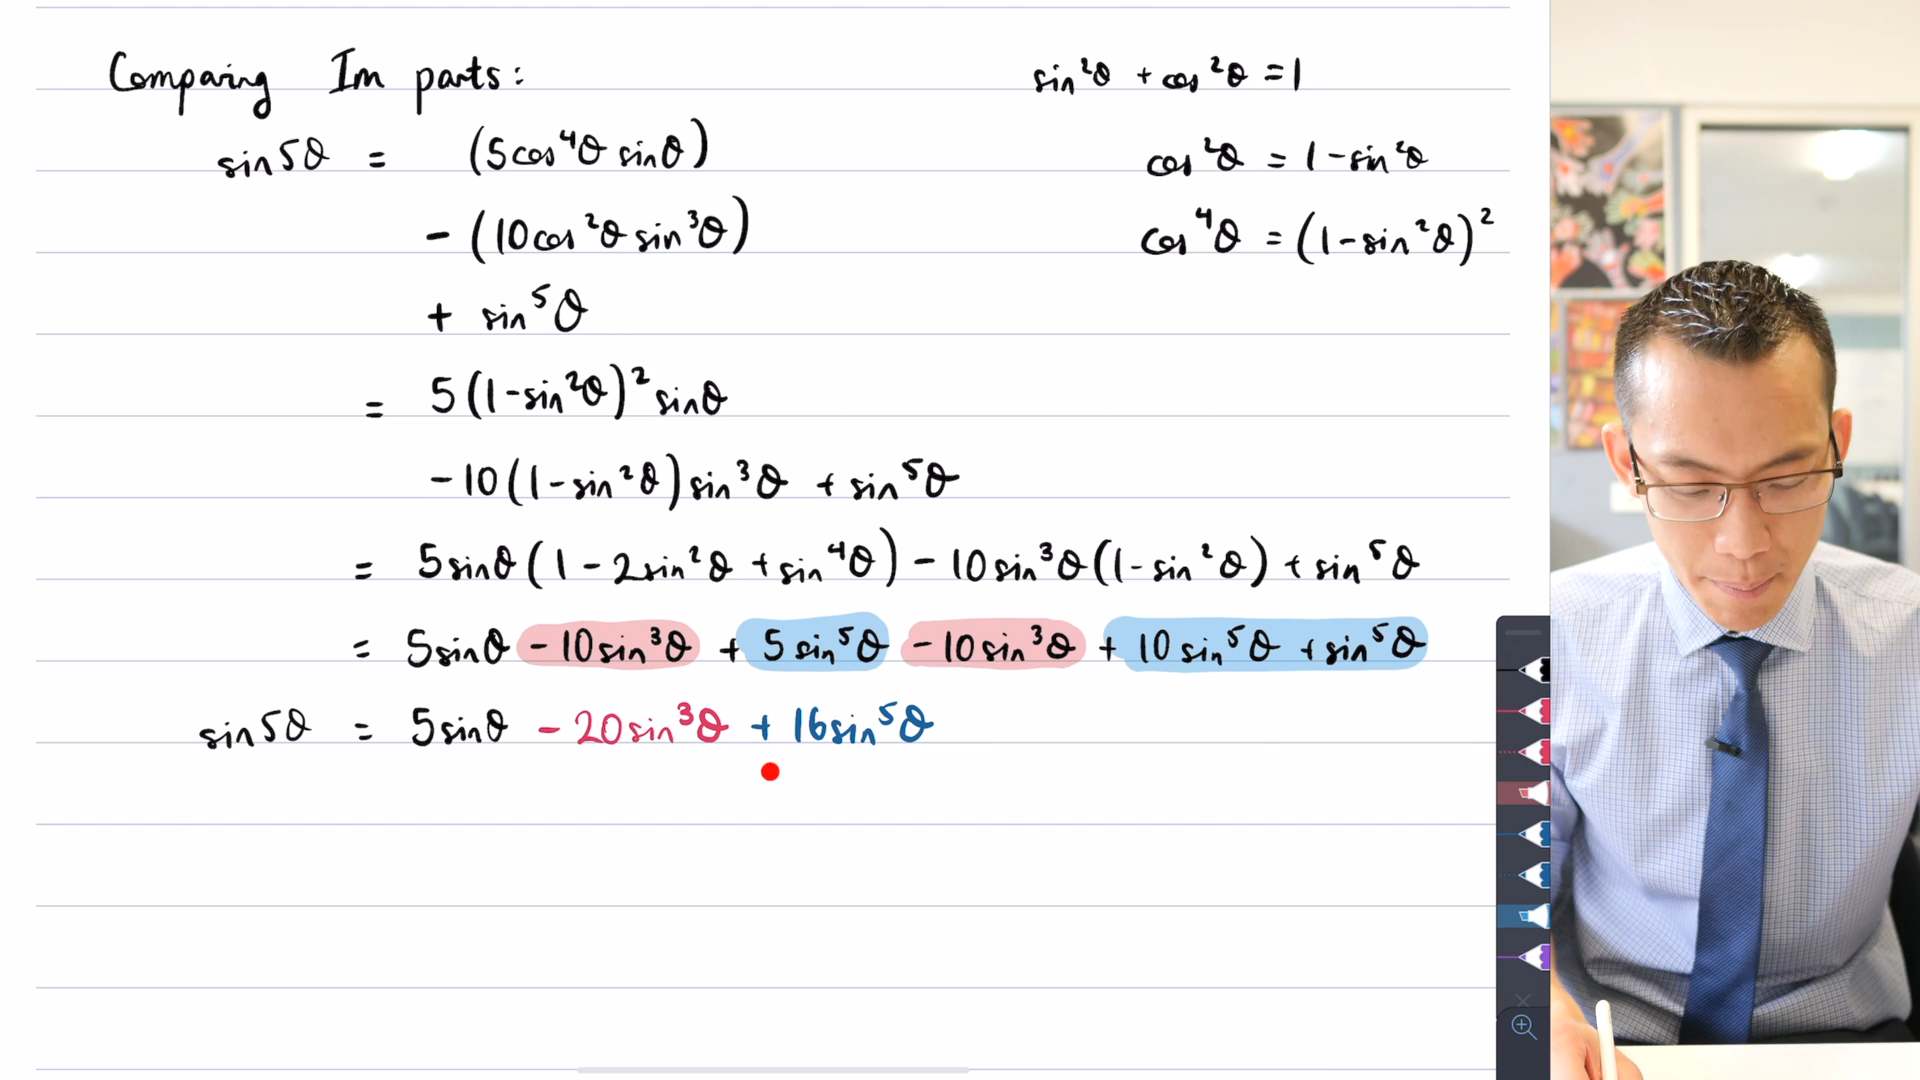 Comparing Im parts:
sin²θ + cos²θ = 1
sin5θ = (5cos⁴θ sinθ)
cos²θ = 1 - sin²θ
- (10cos²θ sin³θ)
cos⁴θ = (1 - sin²θ)²
+ sin⁵θ
= 5(1 - sin²θ)² sinθ
- 10(1 - sin²θ) sin³θ + sin⁵θ
= 5sinθ(1 - 2sin²θ + sin⁴θ) - 10sin³θ(1 - sin²θ) + sin⁵θ
= 5sinθ - 10sin³θ + 5sin⁵θ - 10sin³θ + 10sin⁵θ + sin⁵θ
sin5θ = 5sinθ - 20sin³θ + 16sin⁵θ